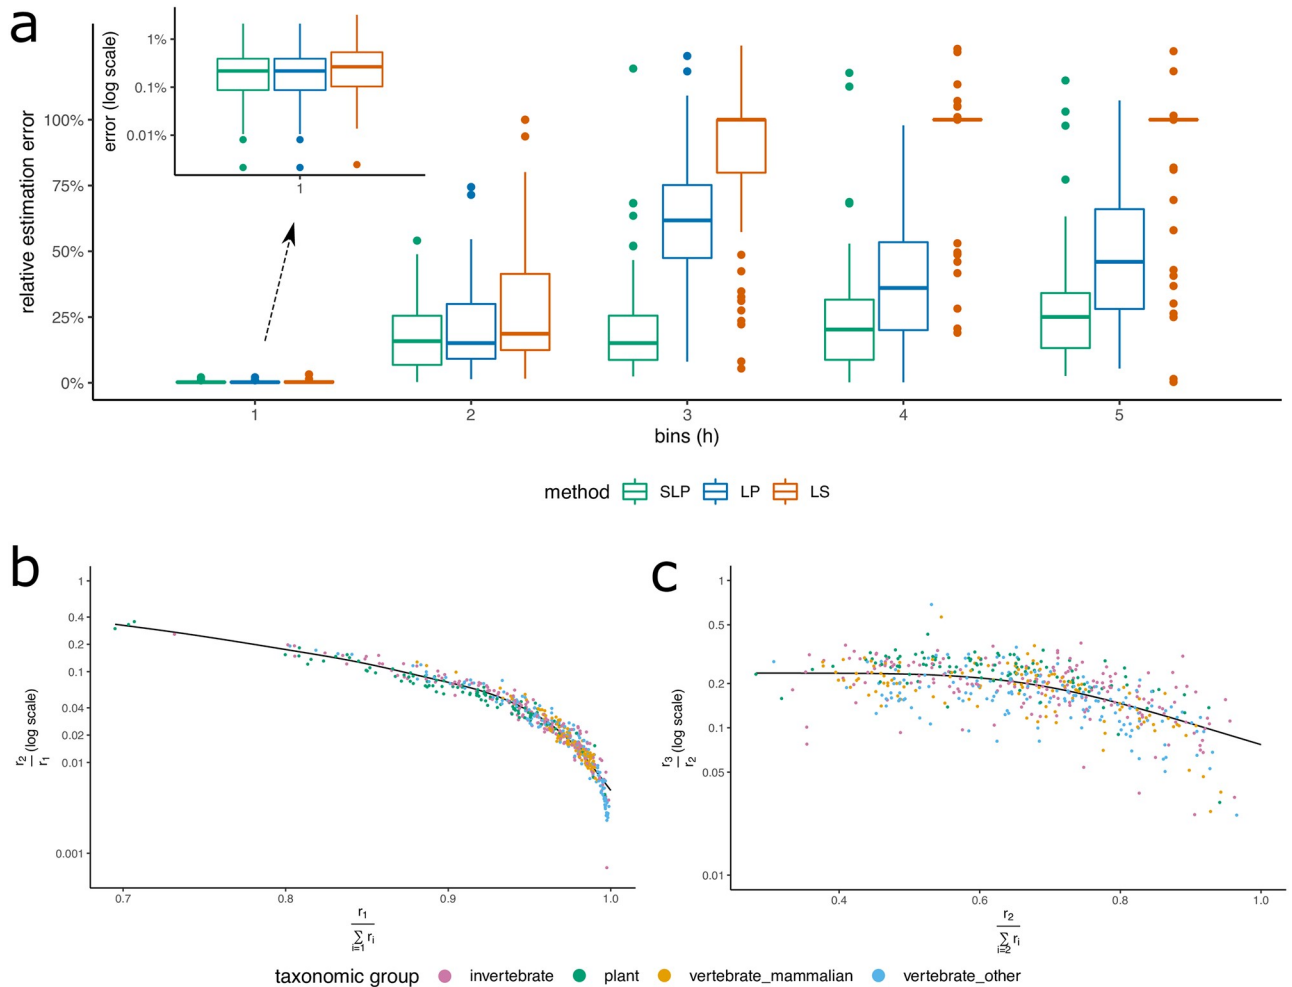 a
error (log scale)
1%
0.1%
0.01%
1
relative estimation error
100%
75%
50%
25%
0%
1 2 3 4 5
bins (h)
method SLP LP LS
b
r2/r1 (log scale)
1
0.4
0.2
0.1
0.04
0.02
0.01
0.001
0.7 0.8 0.9 1.0
r1
∑ ri
i=1
c
r3/r2 (log scale)
1
0.5
0.2
0.1
0.05
0.01
0.4 0.6 0.8 1.0
r2
∑ ri
i=2
taxonomic group invertebrate plant vertebrate_mammalian vertebrate_other